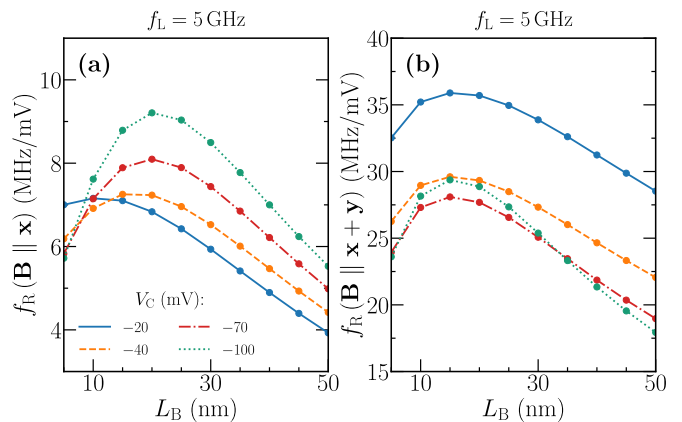 f_L = 5 GHz
(a)
f_R (B ∥ x) (MHz/mV)
10
8
6
4
V_C (mV):
−20
−40
−70
−100
10
30
50
L_B (nm)
f_L = 5 GHz
(b)
f_R (B ∥ x + y) (MHz/mV)
40
35
30
25
20
15
10
30
50
L_B (nm)